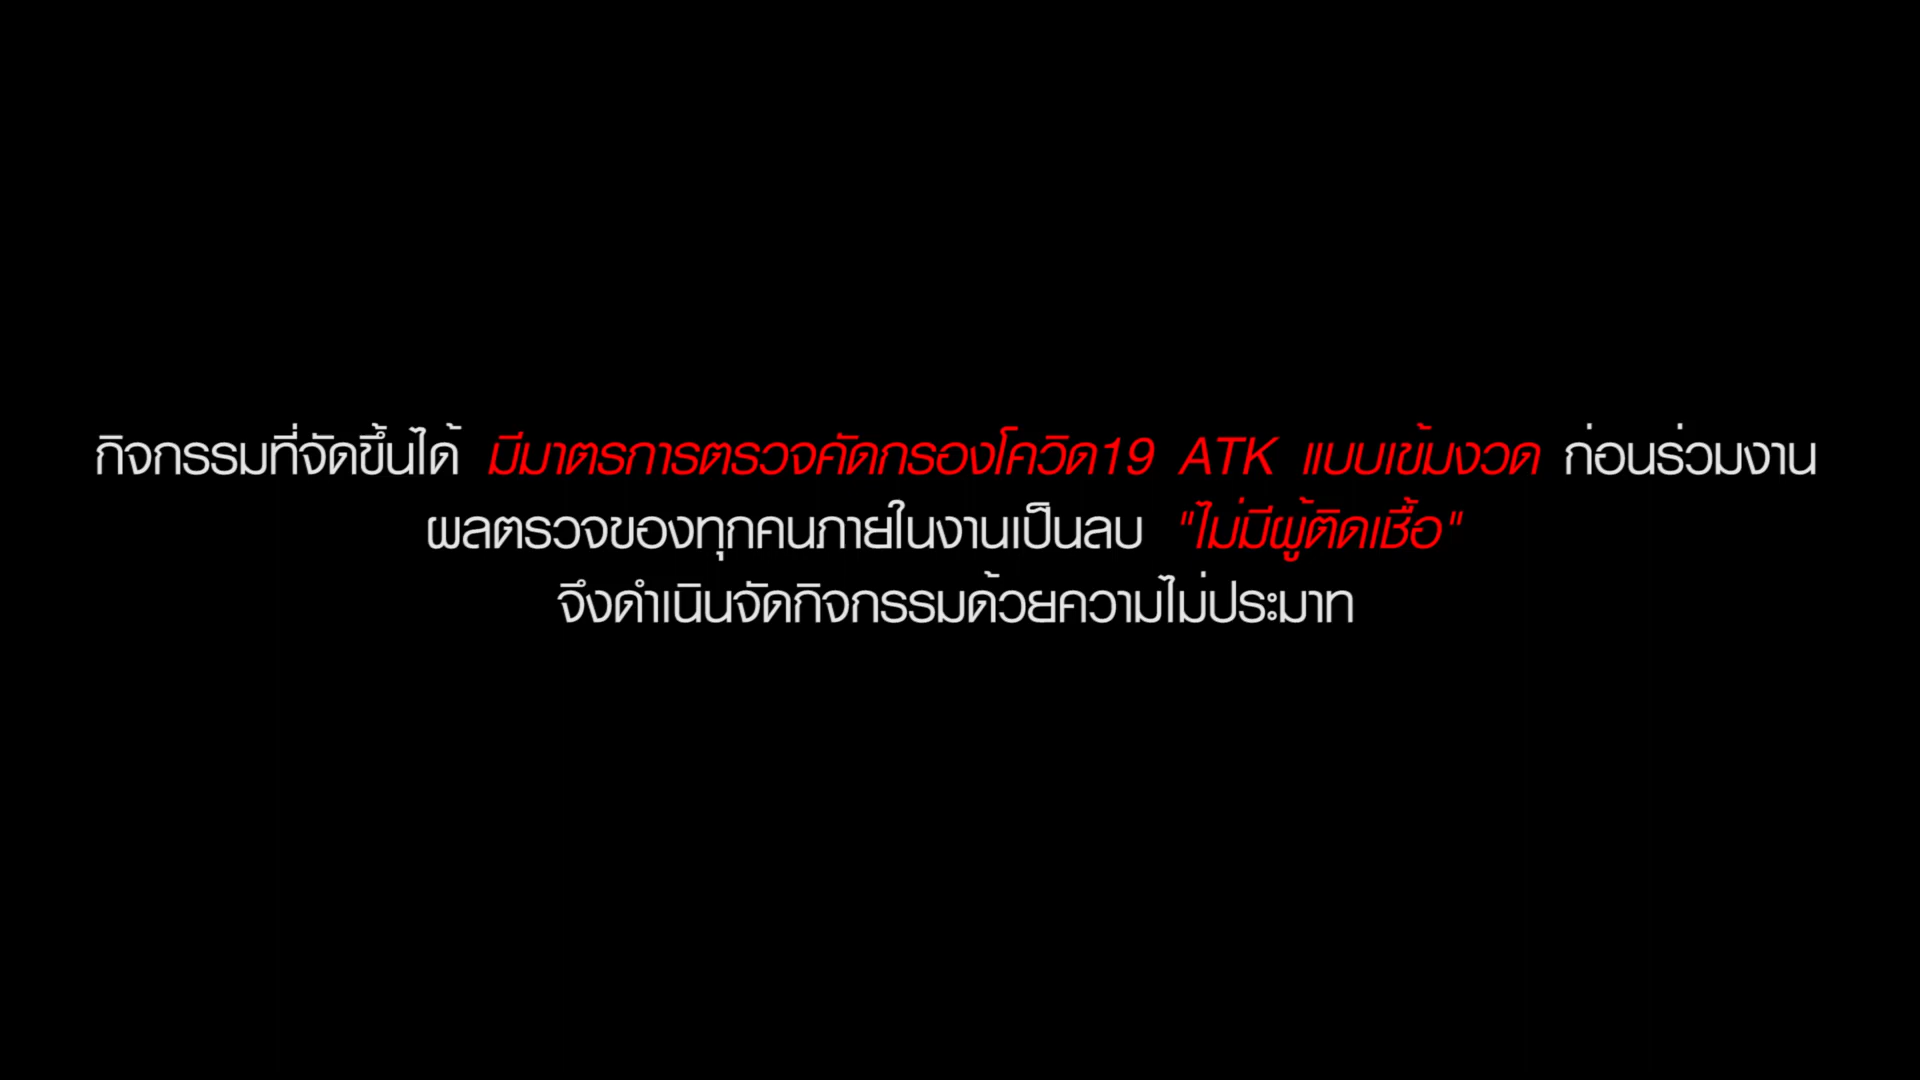 กิจกรรมที่จัดขึ้นได้ มีมาตรการตรวจคัดกรองโควิด19 ATK แบบเข้มงวด ก่อนร่วมงาน
ผลตรวจของทุกคนภายในงานเป็นลบ "ไม่มีผู้ติดเชื้อ"
จึงดำเนินจัดกิจกรรมด้วยความไม่ประมาท